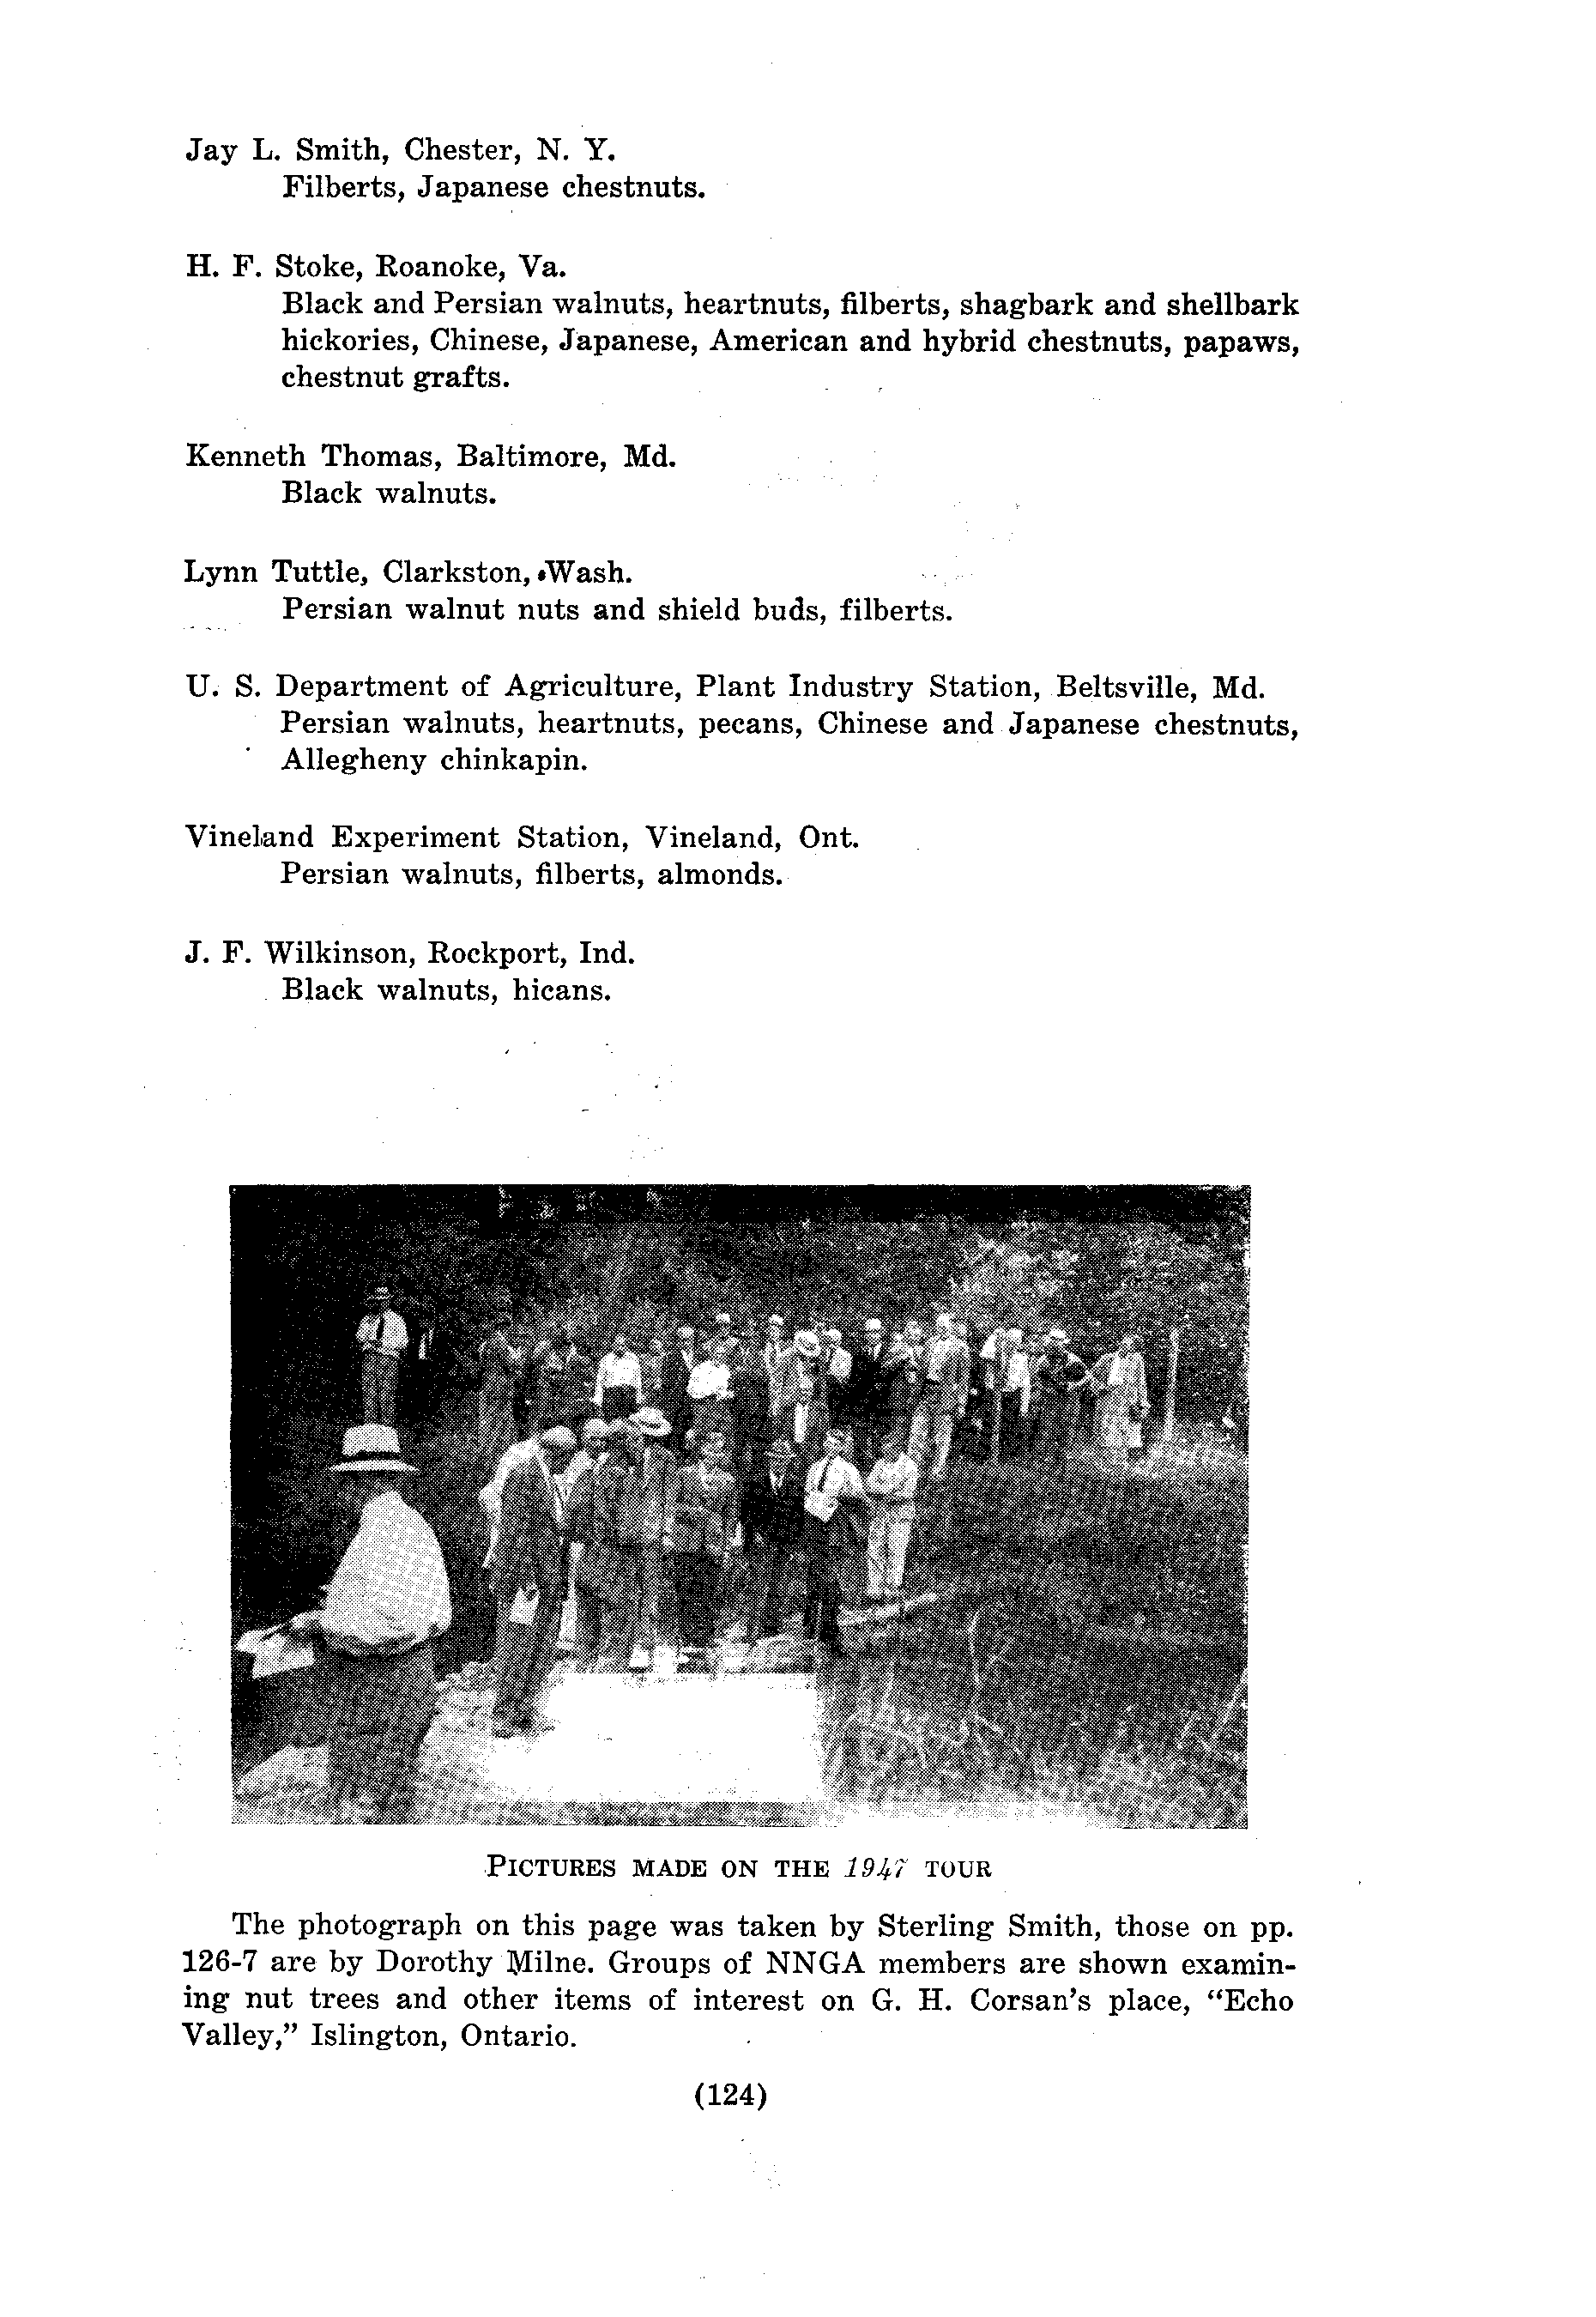 Jay L. Smith, Chester, N. Y.
Filberts, Japanese chestnuts.
H. F. Stoke, Roanoke, Va.
Black and Persian walnuts, heartnuts, filberts, shagbark and shellbark
hickories, Chinese, Japanese, American and hybrid chestnuts, papaws,
chestnut grafts.
Kenneth Thomas, Baltimore, Md.
Black walnuts.
Lynn Tuttle, Clarkston, Wash.
Persian walnut nuts and shield buds, filberts.
U. S. Department of Agriculture, Plant Industry Station, Beltsville, Md.
Persian walnuts, heartnuts, pecans, Chinese and Japanese chestnuts,
Allegheny chinkapin.
Vineland Experiment Station, Vineland, Ont.
Persian walnuts, filberts, almonds.
J. F. Wilkinson, Rockport, Ind.
Black walnuts, hicans.
PICTURES MADE ON THE 1947 TOUR
The photograph on this page was taken by Sterling Smith, those on pp.
126-7 are by Dorothy Milne. Groups of NNGA members are shown examin-
ing nut trees and other items of interest on G. H. Corsan's place, “Echo
Valley,” Islington, Ontario.
(124)